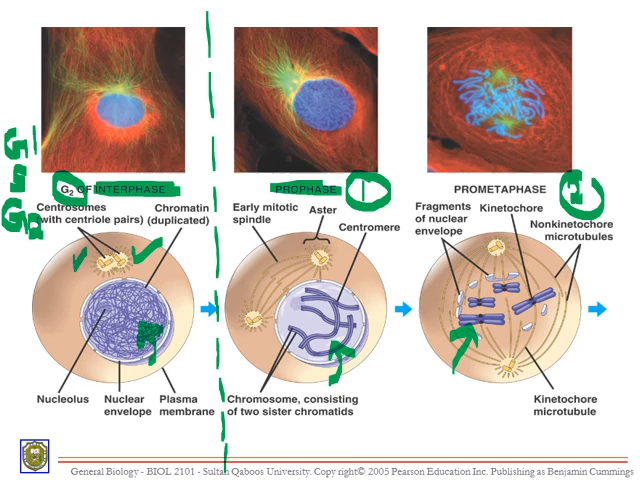 G2 OF INTERPHASE
PROPHASE
PROMETAPHASE
Centrosomes
(with centriole pairs)
Chromatin
(duplicated)
Early mitotic
spindle
Aster
Centromere
Fragments
of nuclear
envelope
Kinetochore
Nonkinetochore
microtubules
Nucleolus
Nuclear
envelope
Plasma
membrane
Chromosome, consisting
of two sister chromatids
Kinetochore
microtubule
General Biology - BIOL 2101 - Sultan Qaboos University. Copy right© 2005 Pearson Education Inc. Publishing as Benjamin Cummings